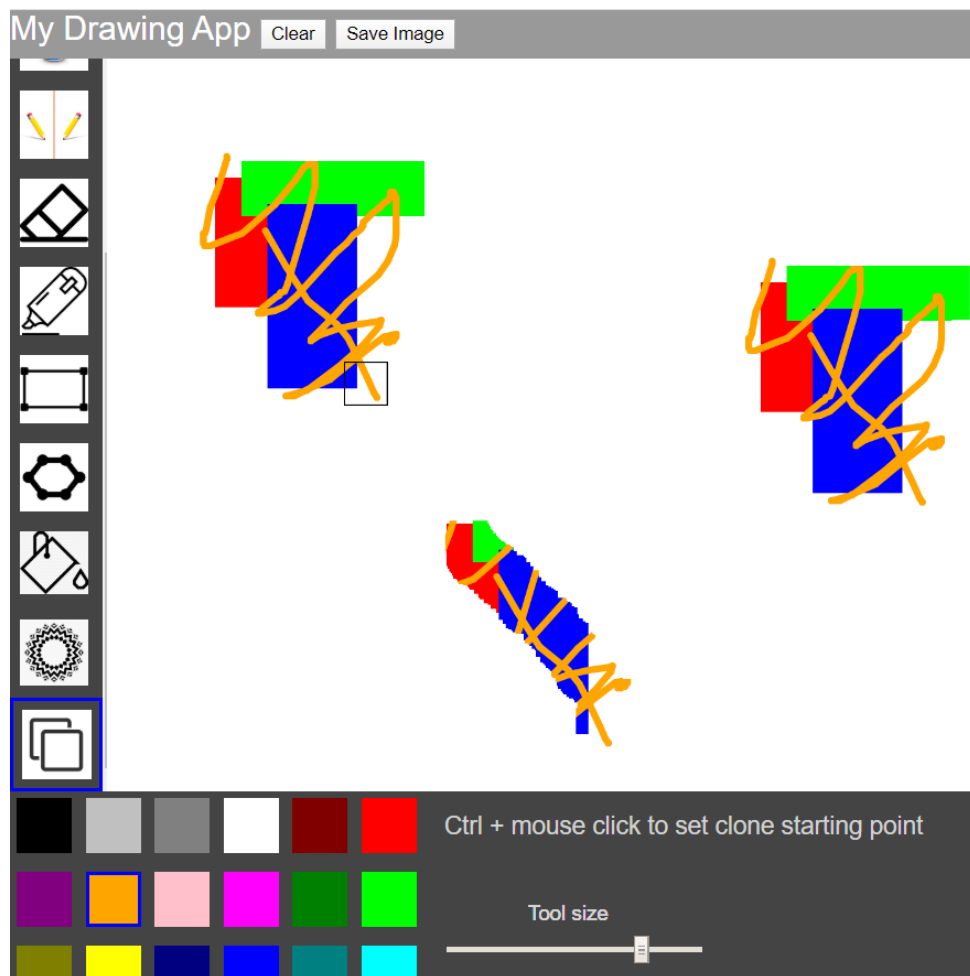 My Drawing App Clear Save Image
Ctrl + mouse click to set clone starting point
Tool size